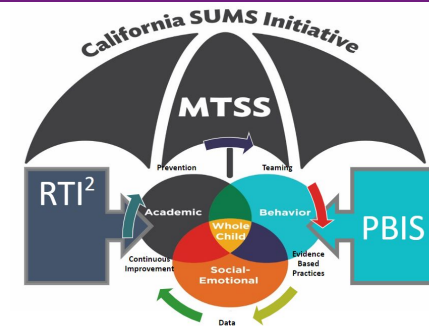 California SUMS Initiative
MTSS
Prevention
Teaming
RTI²
Academic
Behavior
PBIS
Whole
Child
Continuous
Improvement
Social-
Emotional
Evidence
Based
Practices
Data